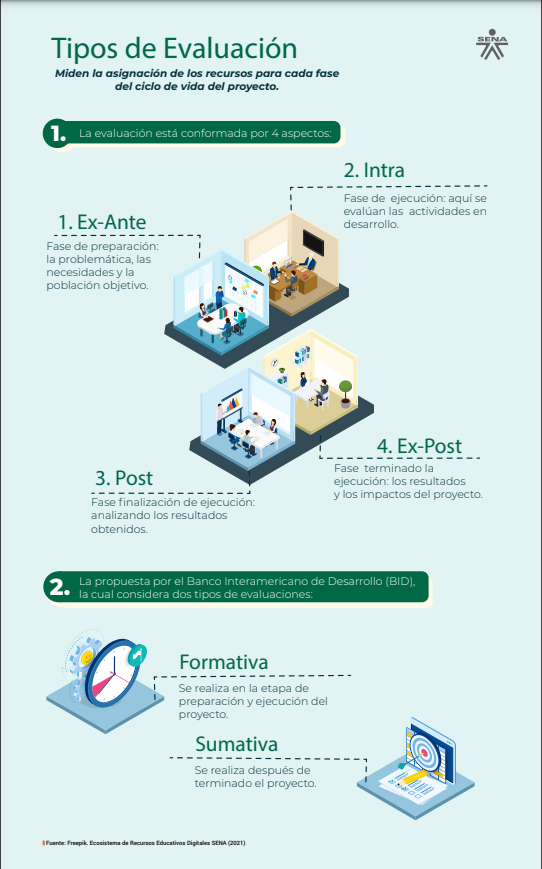 Tipos de Evaluación
SENA
Miden la asignación de los recursos para cada fase
del ciclo de vida del proyecto.
1. La evaluación está conformada por 4 aspectos:
2. Intra
Fase de ejecución: aquí se
evalúan las actividades en
desarrollo.
1. Ex-Ante
Fase de preparación:
la problemática, las
necesidades y la
población objetivo.
4. Ex-Post
Fase terminado la
ejecución: los resultados
y los impactos del proyecto.
3. Post
Fase finalización de ejecución:
analizando los resultados
obtenidos.
2. La propuesta por el Banco Interamericano de Desarrollo (BID),
la cual considera dos tipos de evaluaciones:
Formativa
Se realiza en la etapa de
preparación y ejecución del
proyecto.
Sumativa
Se realiza después de
terminado el proyecto.
Fuente: Freepik. Ecosistema de Recursos Educativos Digitales SENA (2021)